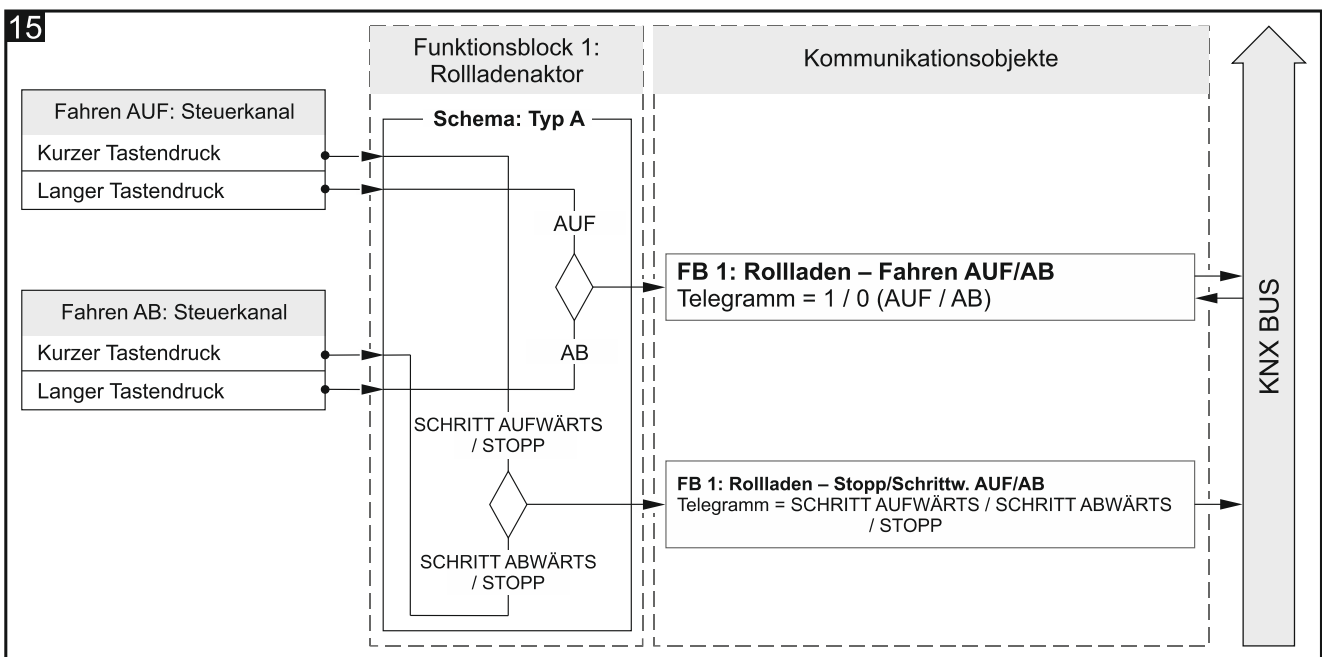 15
Funktionsblock 1:
Rollladenaktor
Kommunikationsobjekte
Fahren AUF: Steuerkanal
Kurzer Tastendruck
Langer Tastendruck
Schema: Typ A
AUF
FB 1: Rollladen – Fahren AUF/AB
Telegramm = 1 / 0 (AUF / AB)
Fahren AB: Steuerkanal
Kurzer Tastendruck
Langer Tastendruck
AB
SCHRITT AUFWÄRTS
/ STOPP
FB 1: Rollladen – Stopp/Schrittw. AUF/AB
Telegramm = SCHRITT AUFWÄRTS / SCHRITT ABWÄRTS
/ STOPP
SCHRITT ABWÄRTS
/ STOPP
KNX BUS